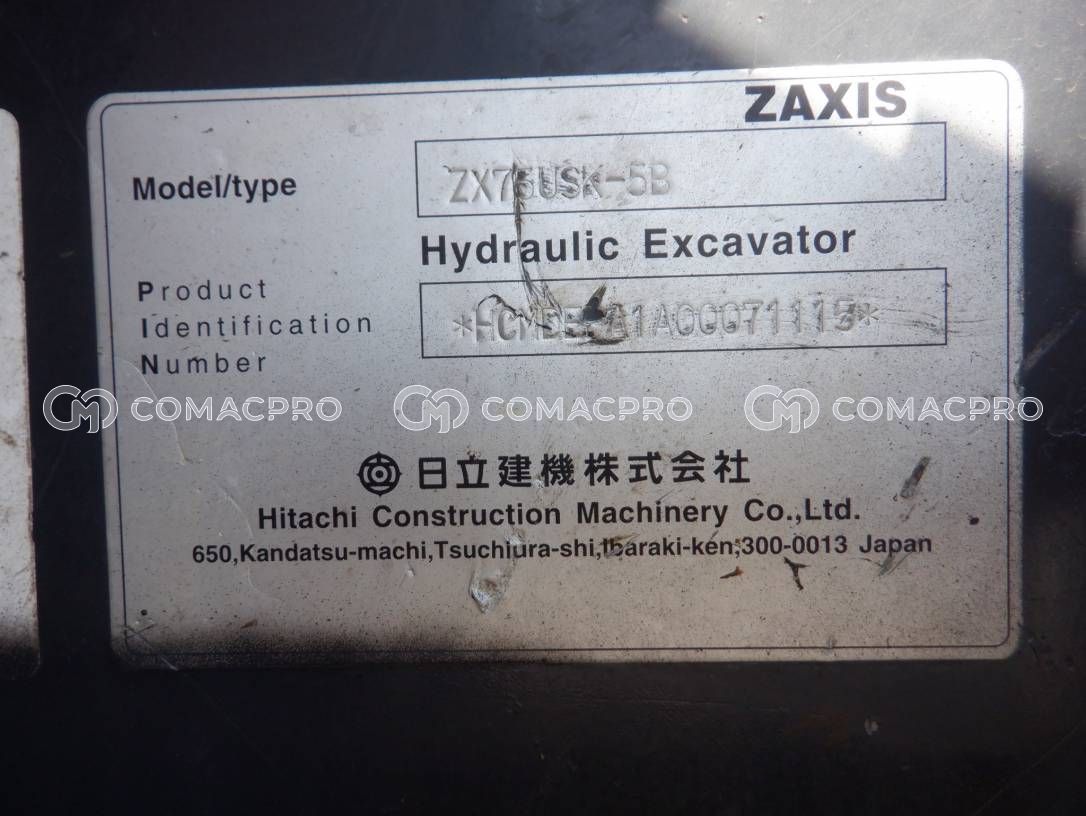 ZAXIS
Model/type
ZX75USK-5B
Hydraulic Excavator
Product
Identification
Number
COMACPRO COMACPRO COMACPRO
日立建機株式会社
Hitachi Construction Machinery Co.,Ltd.
650,Kandatsu-machi,Tsuchiura-shi,Ibaraki-ken,300-0013 Japan